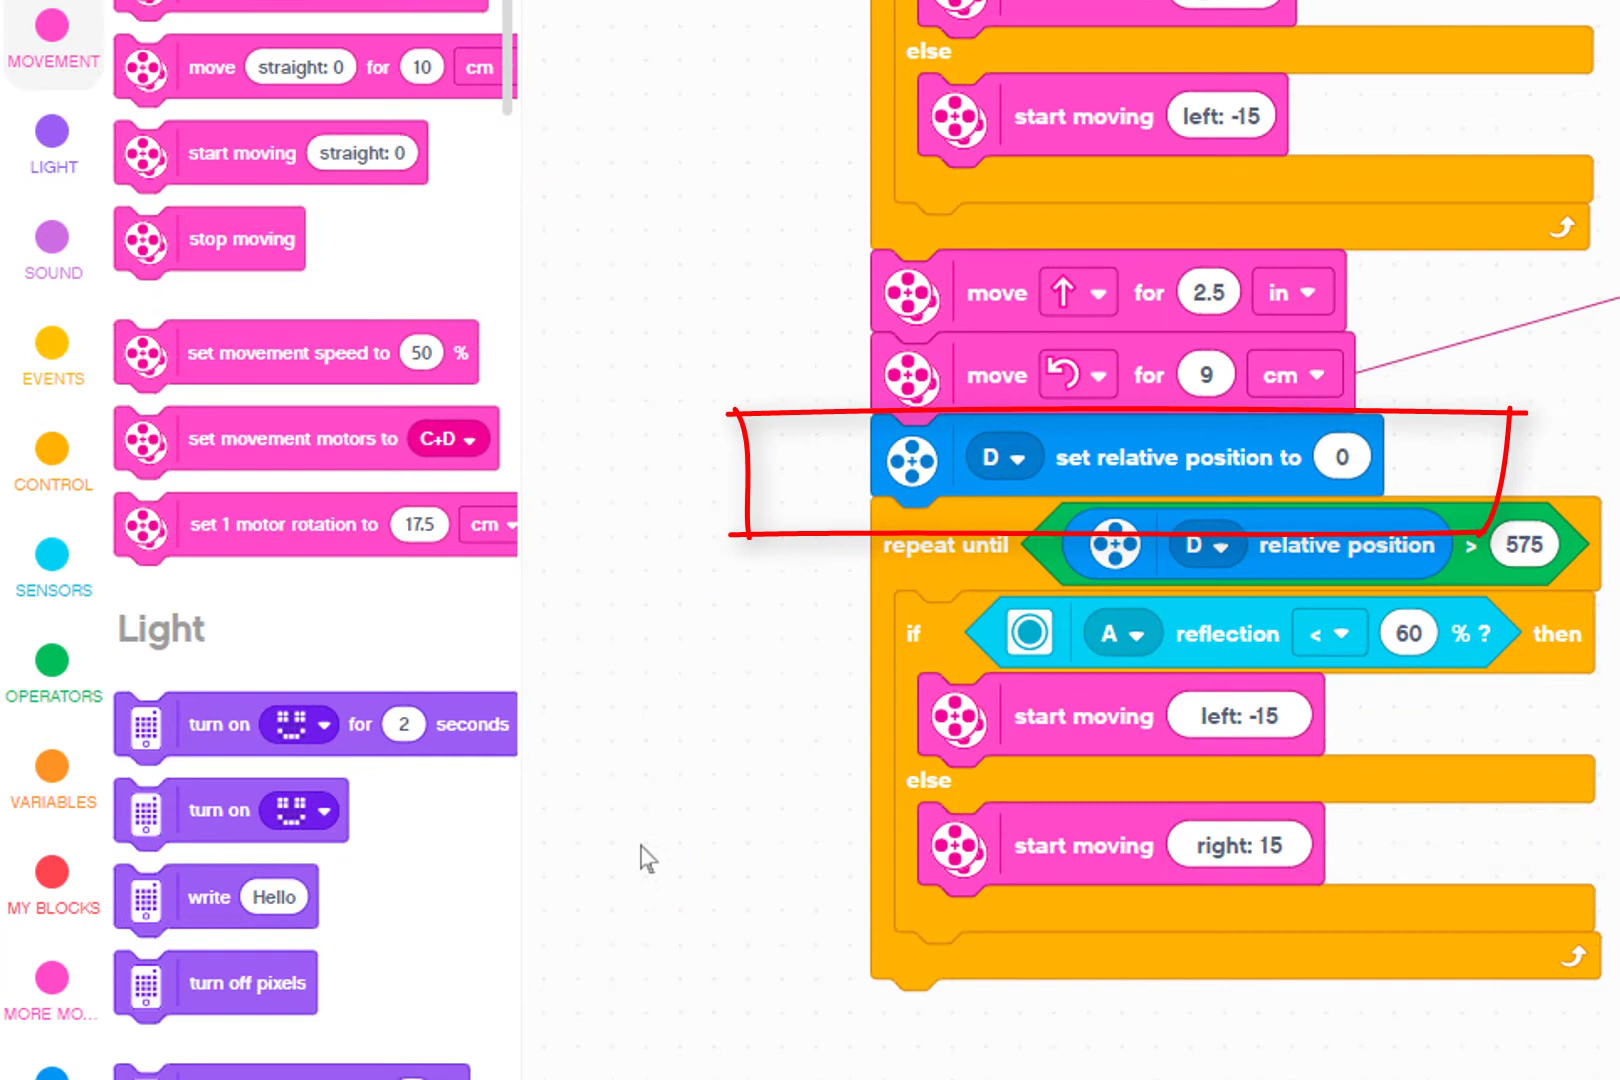 MOVEMENT
LIGHT
SOUND
EVENTS
CONTROL
SENSORS
OPERATORS
VARIABLES
MY BLOCKS
MORE MO...
move straight: 0 for 10 cm
start moving straight: 0
stop moving
set movement speed to 50 %
set movement motors to C+D
set 1 motor rotation to 17.5 cm
Light
turn on for 2 seconds
turn on
write Hello
turn off pixels
else
start moving left: -15
move for 2.5 in
move for 9 cm
D set relative position to 0
repeat until D relative position > 575
if A reflection < 60 % ? then
start moving left: -15
else
start moving right: 15